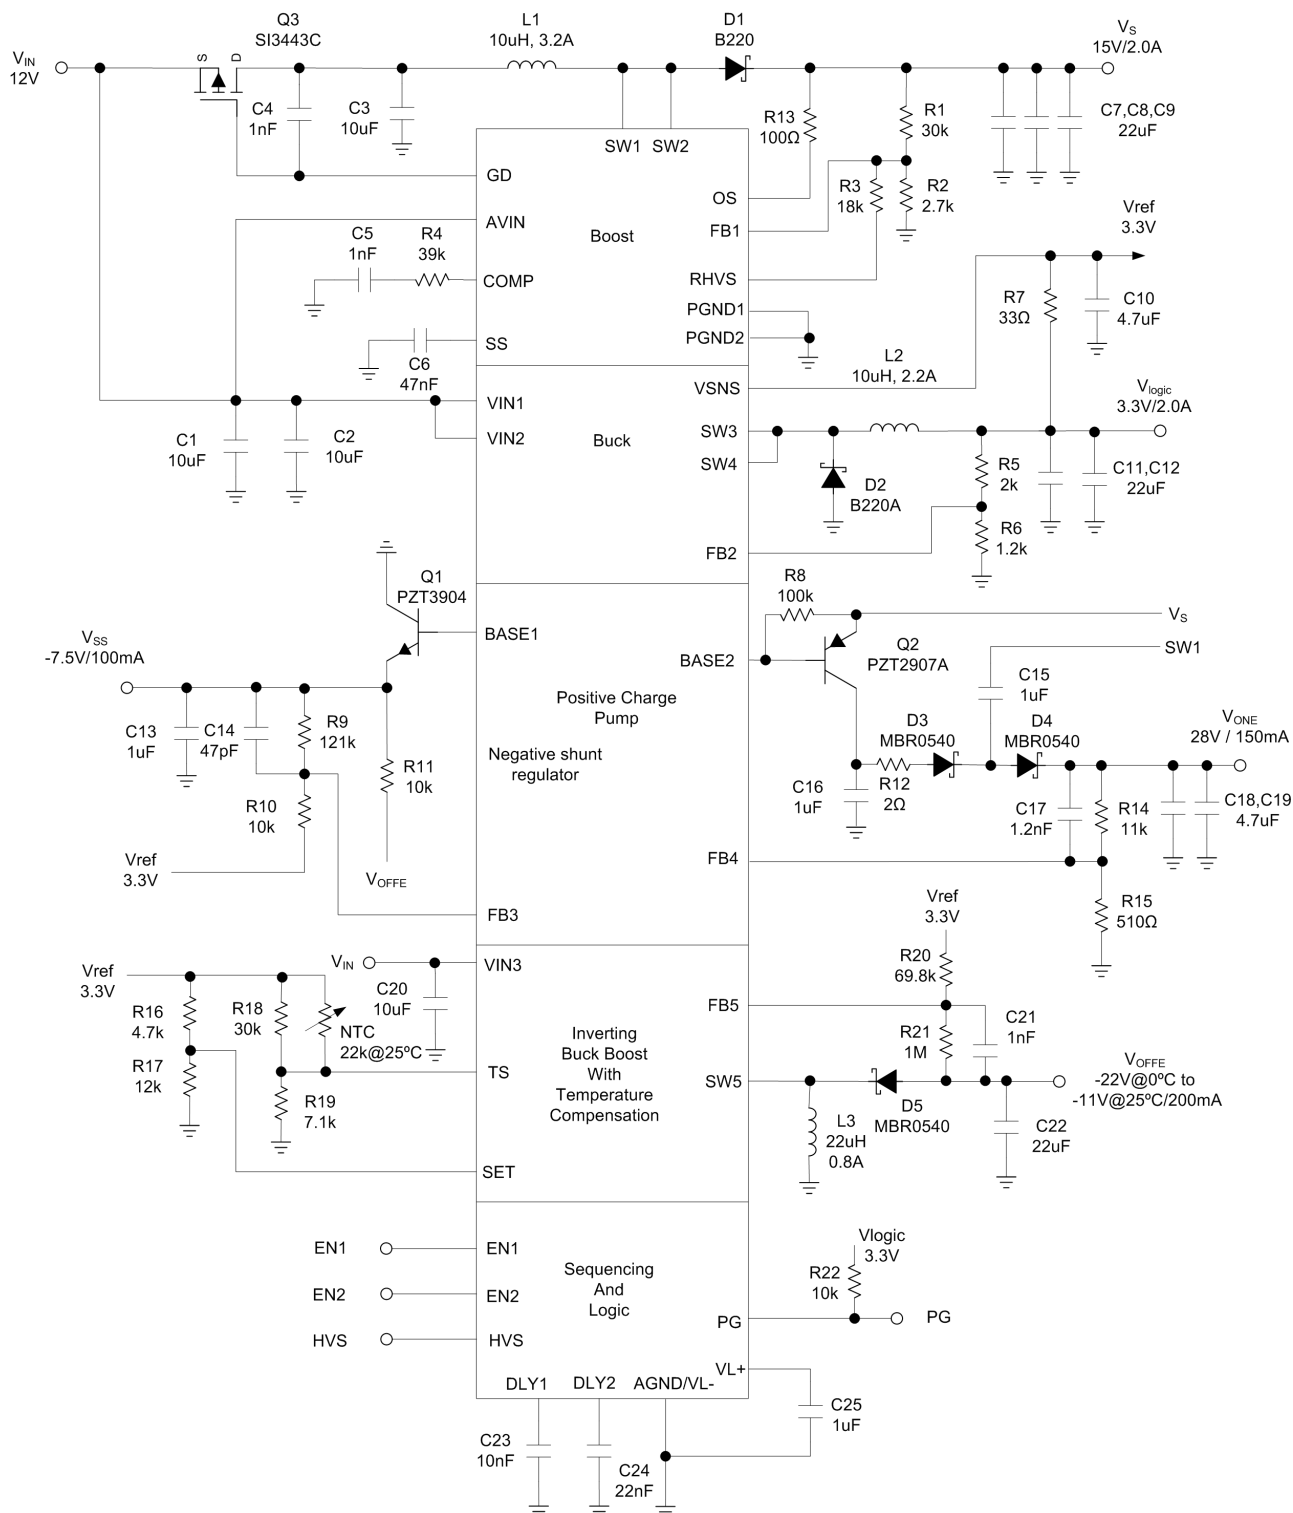 Q3
SI3443C
L1
10uH, 3.2A
D1
B220
VS
15V/2.0A
VIN
12V
S
D
C4
1nF
C3
10uF
R13
100Ω
R1
30k
C7,C8,C9
22uF
SW1
SW2
GD
AVIN
COMP
SS
Boost
OS
FB1
RHVS
PGND1
PGND2
R3
18k
R2
2.7k
C5
1nF
R4
39k
C6
47nF
Vref
3.3V
R7
33Ω
C10
4.7uF
L2
10uH, 2.2A
VSNS
VIN1
VIN2
Buck
SW3
SW4
FB2
C1
10uF
C2
10uF
Vlogic
3.3V/2.0A
D2
B220A
R5
2k
R6
1.2k
C11,C12
22uF
Q1
PZT3904
BASE1
VSS
-7.5V/100mA
C13
1uF
C14
47pF
R9
121k
R10
10k
R11
10k
Vref
3.3V
VOFFE
FB3
Positive Charge
Pump
Negative shunt
regulator
BASE2
FB4
R8
100k
VS
SW1
Q2
PZT2907A
C15
1uF
D3
MBR0540
D4
MBR0540
VONE
28V / 150mA
C16
1uF
R12
2Ω
C17
1.2nF
R14
11k
C18,C19
4.7uF
R15
510Ω
Vref
3.3V
R20
69.8k
VIN
VIN3
C20
10uF
Vref
3.3V
R16
4.7k
R17
12k
R18
30k
NTC
22k@25ºC
R19
7.1k
TS
SET
Inverting
Buck Boost
With
Temperature
Compensation
FB5
SW5
R21
1M
C21
1nF
VOFFE
-22V@0ºC to
-11V@25ºC/200mA
D5
MBR0540
L3
22uH
0.8A
C22
22uF
EN1
EN1
EN2
EN2
HVS
HVS
Sequencing
And
Logic
Vlogic
3.3V
R22
10k
PG
PG
VL+
DLY1
DLY2
AGND/VL-
C25
1uF
C23
10nF
C24
22nF